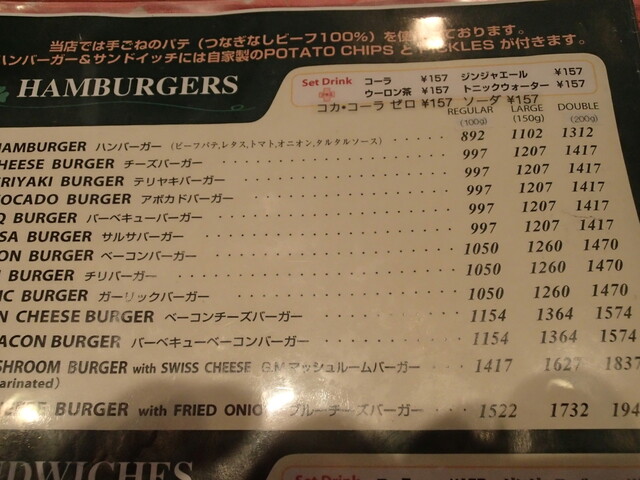 当店では手ごねのパテ（つなぎなしビーフ100%）を使 ております。
ハンバーガー＆サンドイッチには自家製のPOTATO CHIPS と ICKLES が付きます。
HAMBURGERS
Set Drink コーラ ¥157 ジンジャエール ¥157
ウーロン茶 ¥157 トニックウォーター ¥157
コカ・コーラ ゼロ ¥157 ソーダ ¥157
REGULAR (100g) LARGE (150g) DOUBLE (200g)
HAMBURGER ハンバーガー (ビーフパテ,レタス,トマト,オニオン,タルタルソース) 892 1102 1312
CHEESE BURGER チーズバーガー 997 1207 1417
ERIYAKI BURGER テリヤキバーガー 997 1207 1417
OCADO BURGER アボカドバーガー 997 1207 1417
Q BURGER バーベキューバーガー 997 1207 1417
SA BURGER サルサバーガー 997 1207 1417
ON BURGER ベーコンバーガー 1050 1260 1470
BURGER チリバーガー 1050 1260 1470
IC BURGER ガーリックバーガー 1050 1260 1470
N CHEESE BURGER ベーコンチーズバーガー 1154 1364 1574
ACON BURGER バーベキューベーコンバーガー 1154 1364 1574
SHROOM BURGER with SWISS CHEESE G.M マッシュルームバーガー 1417 1627 1837
arinated)
BURGER with FRIED ONIO ブルーチーズバーガー 1522 1732 194
DWICHES
Set Drink